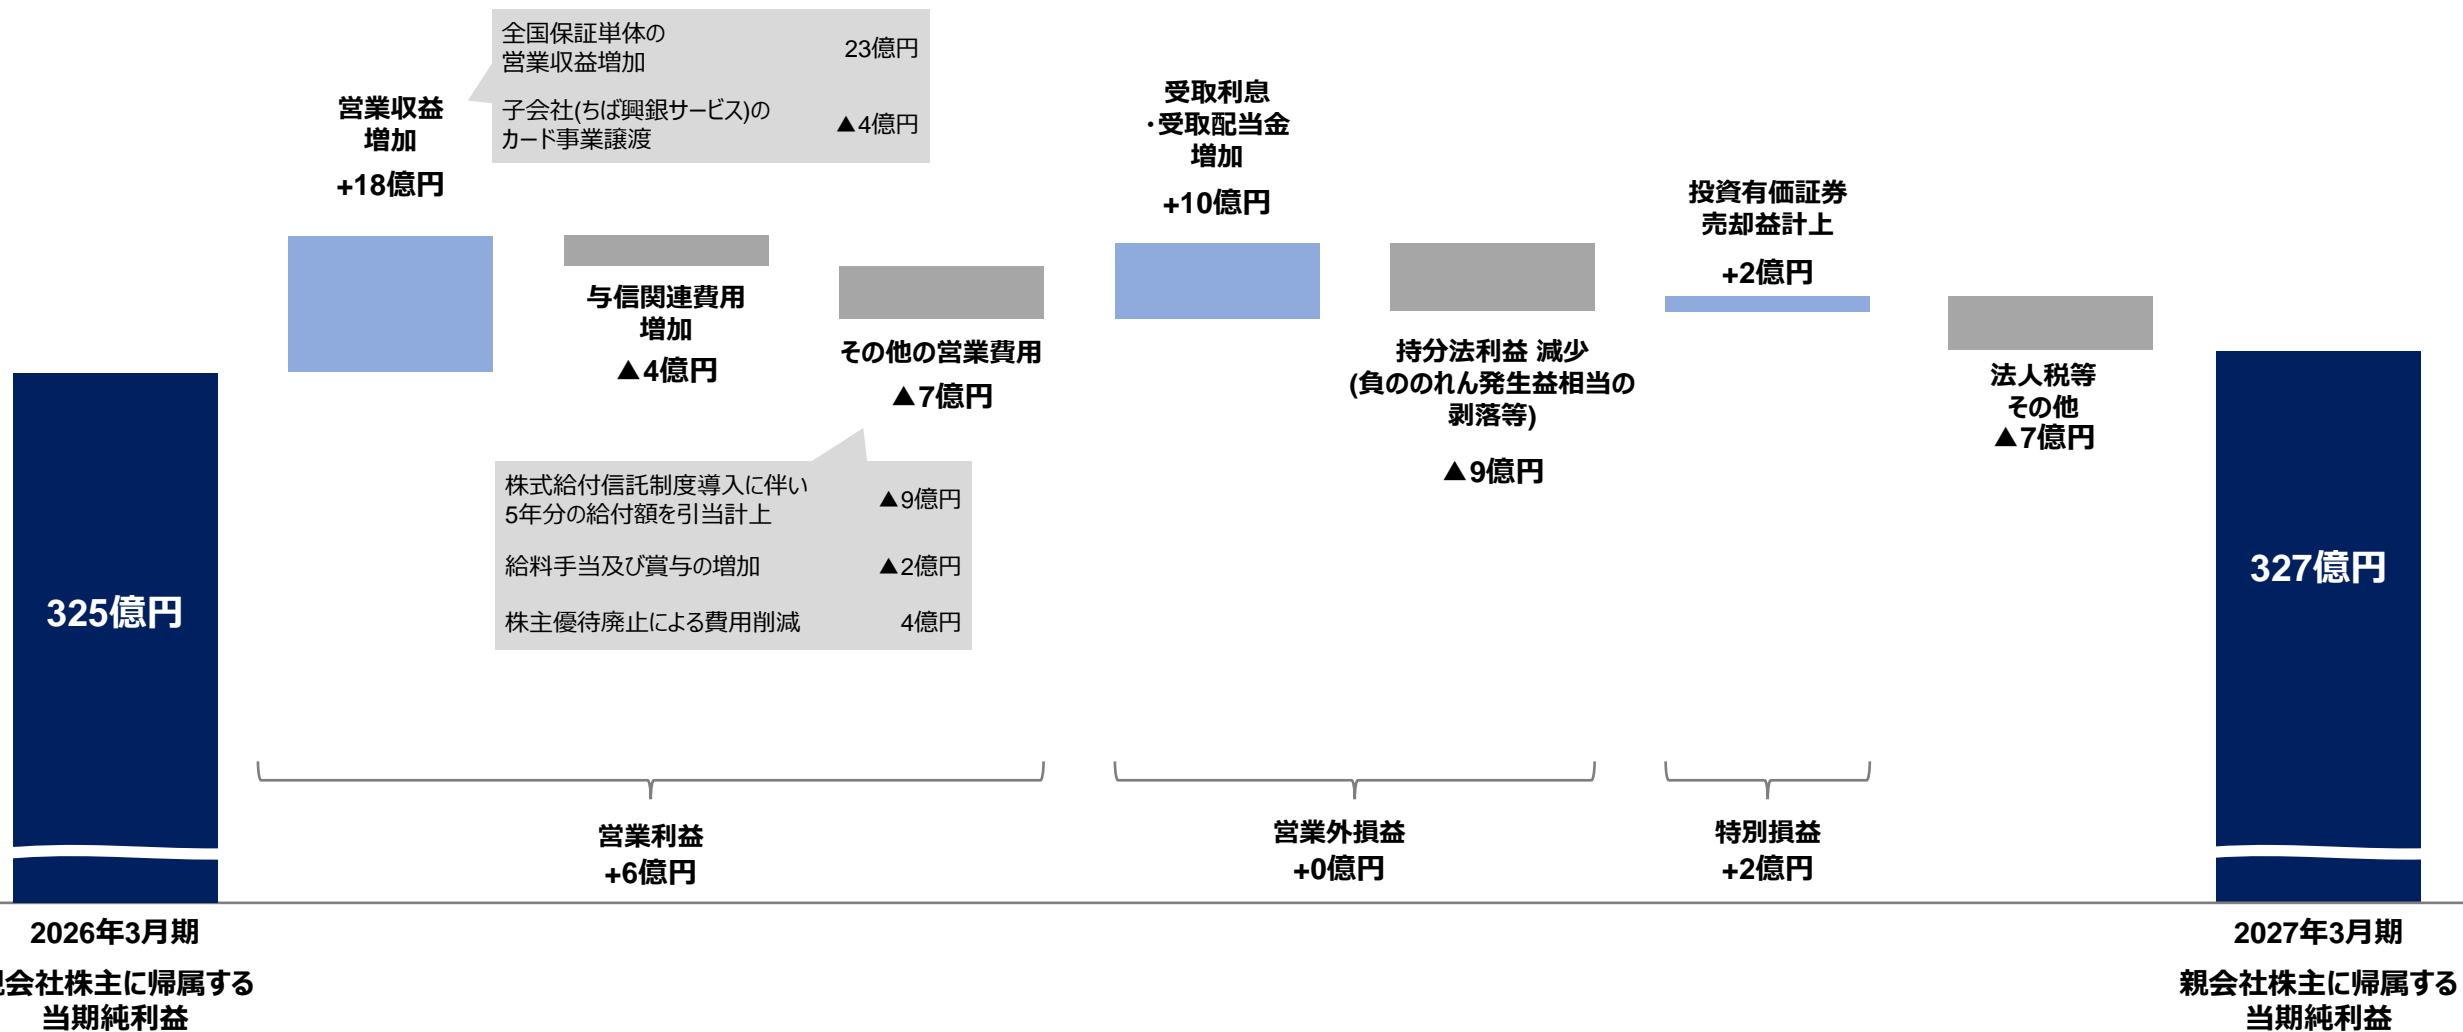 全国保証単体の
営業収益増加 23億円
子会社(ちば興銀サービス)の
カード事業譲渡 ▲4億円
営業収益
増加
+18億円
与信関連費用
増加
▲4億円
その他の営業費用
▲7億円
株式給付信託制度導入に伴い
5年分の給付額を引当計上 ▲9億円
給料手当及び賞与の増加 ▲2億円
株主優待廃止による費用削減 4億円
受取利息
・受取配当金
増加
+10億円
持分法利益 減少
(負ののれん発生益相当の
剥落等)
▲9億円
投資有価証券
売却益計上
+2億円
法人税等
その他
▲7億円
325億円
327億円
営業利益
+6億円
営業外損益
+0億円
特別損益
+2億円
2026年3月期
親会社株主に帰属する
当期純利益
2027年3月期
親会社株主に帰属する
当期純利益